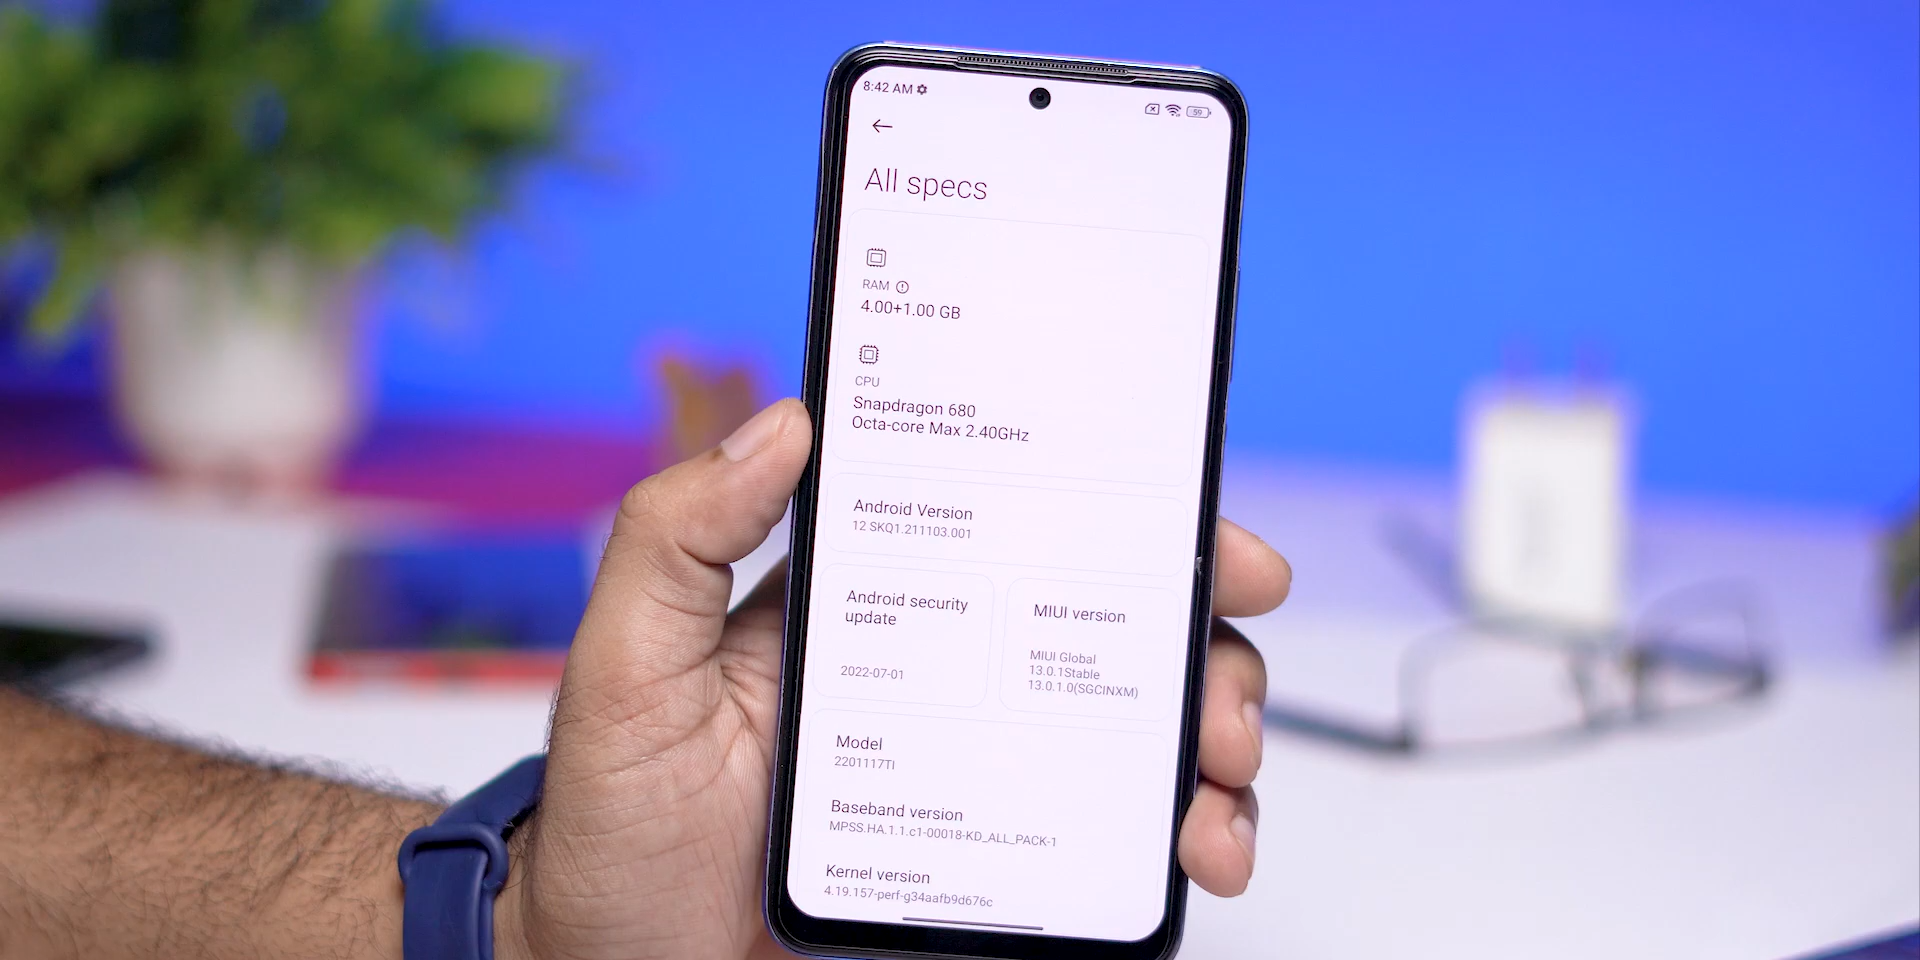 8:42 AM
59
All specs
RAM
4.00+1.00 GB
CPU
Snapdragon 680
Octa-core Max 2.40GHz
Android Version
12 SKQ1.211103.001
Android security
update
2022-07-01
MIUI version
MIUI Global
13.0.1Stable
13.0.1.0(SGCINXM)
Model
2201117TI
Baseband version
MPSS.HA.1.1.c1-00018-KD_ALL_PACK-1
Kernel version
4.19.157-perf-g34aafb9d676c